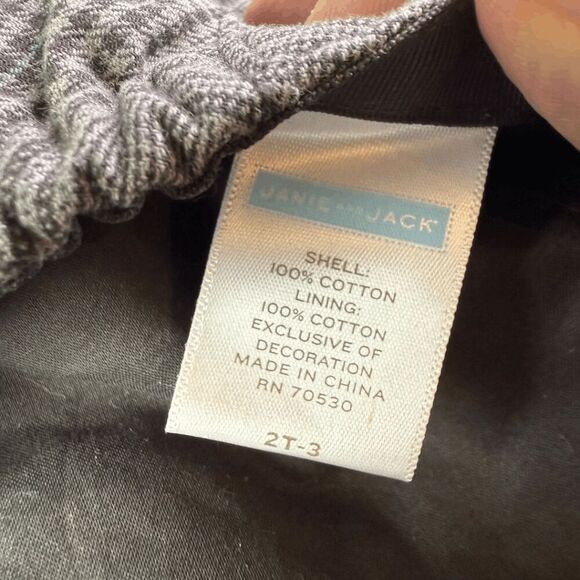 JANIE AND JACK
SHELL:
100% COTTON
LINING:
100% COTTON
EXCLUSIVE OF
DECORATION
MADE IN CHINA
RN 70530
2T-3